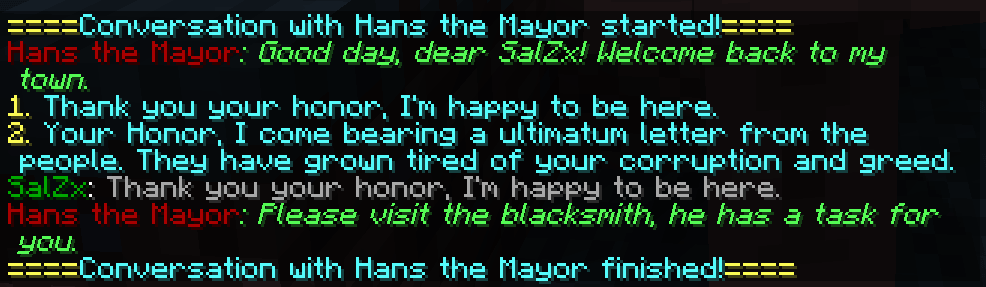 ====Conversation with Hans the Mayor started!====
Hans the Mayor: Good day, dear SalZx! Welcome back to my
town.
1. Thank you your honor, I'm happy to be here.
2. Your Honor, I come bearing a ultimatum letter from the
people. They have grown tired of your corruption and greed.
SalZx: Thank you your honor, I'm happy to be here.
Hans the Mayor: Please visit the blacksmith, he has a task for
you.
====Conversation with Hans the Mayor finished!====